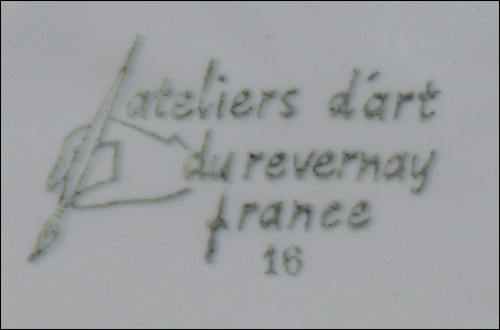 ateliers d'art
du revernay
france
16